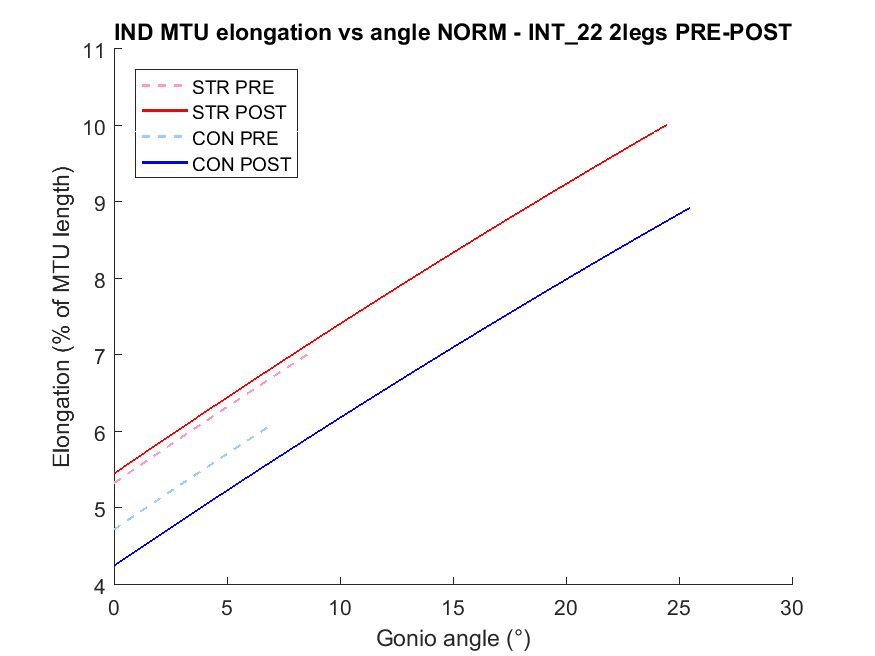 IND MTU elongation vs angle NORM - INT_22 2legs PRE-POST
11
10
9
8
7
6
5
4
Elongation (% of MTU length)
STR PRE
STR POST
CON PRE
CON POST
0 5 10 15 20 25 30
Gonio angle (°)